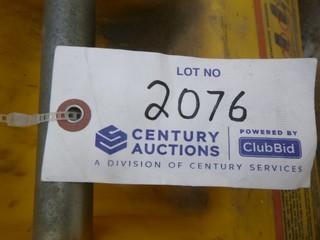 LOT NO
2076
CENTURY AUCTIONS
POWERED BY
ClubBid
A DIVISION OF CENTURY SERVICES